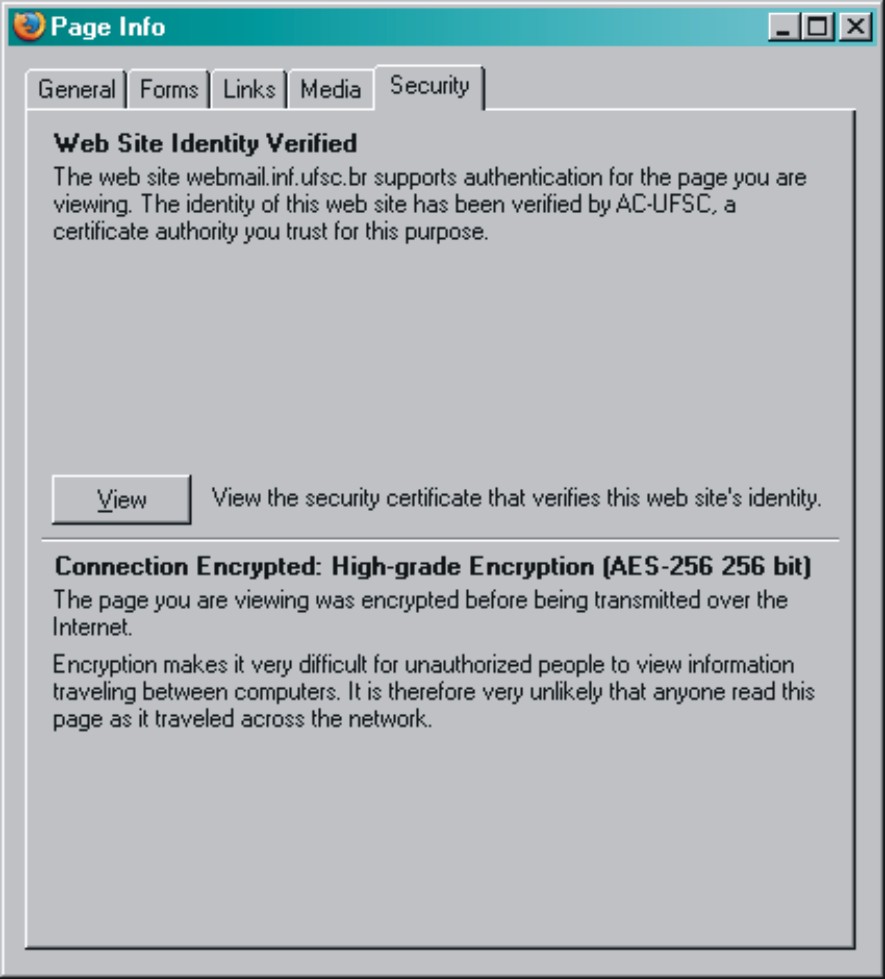 Page Info
General Forms Links Media Security
Web Site Identity Verified
The web site webmail.inf.ufsc.br supports authentication for the page you are
viewing. The identity of this web site has been verified by AC-UFSC, a
certificate authority you trust for this purpose.
View View the security certificate that verifies this web site's identity.
Connection Encrypted: High-grade Encryption (AES-256 256 bit)
The page you are viewing was encrypted before being transmitted over the
Internet.
Encryption makes it very difficult for unauthorized people to view information
traveling between computers. It is therefore very unlikely that anyone read this
page as it traveled across the network.